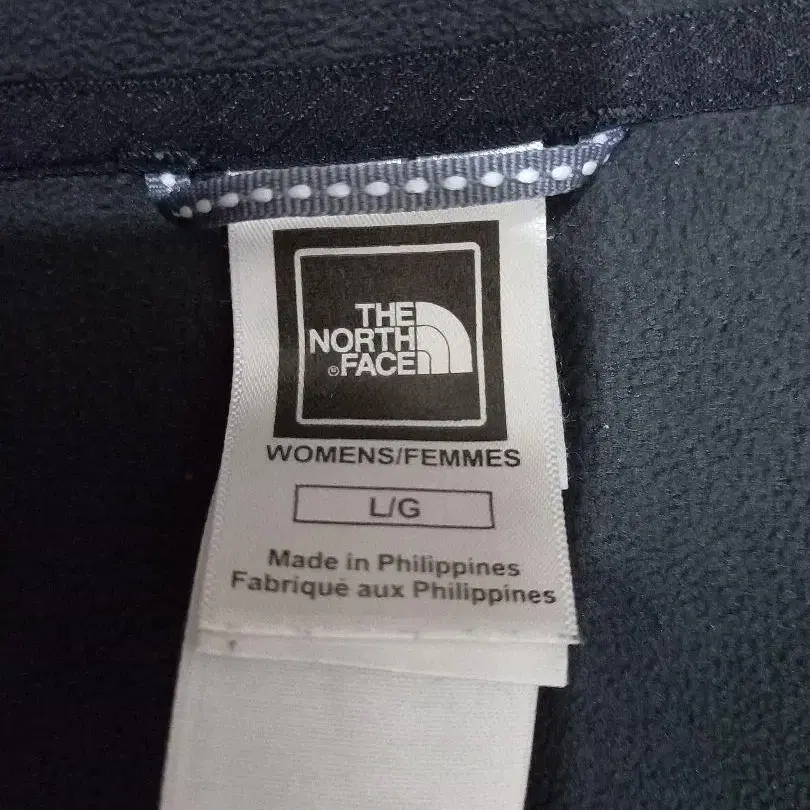 THE
NORTH
®FACE
WOMENS/FEMMES
L/G
Made in Philippines
Fabriqué aux Philippines